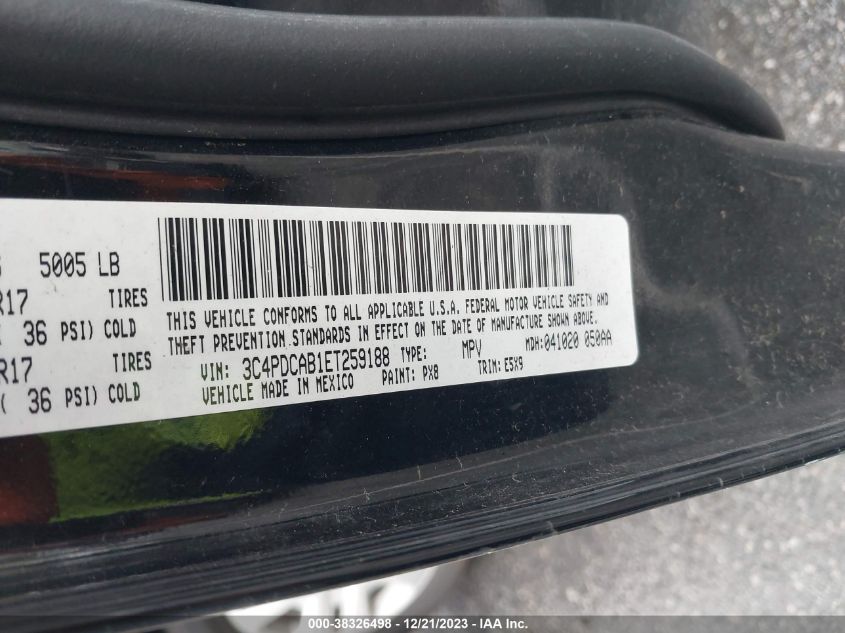 5005 LB
R17 TIRES
36 PSI) COLD
R17 TIRES
( 36 PSI) COLD
THIS VEHICLE CONFORMS TO ALL APPLICABLE U.S.A. FEDERAL MOTOR VEHICLE SAFETY AND
THEFT PREVENTION STANDARDS IN EFFECT ON THE DATE OF MANUFACTURE SHOWN ABOVE.
VIN: 3C4PDCAB1ET259188 TYPE: MPV MDH:041020 050AA
VEHICLE MADE IN MEXICO PAINT: PX8 TRIM: E5X9
000-38326498 - 12/21/2023 - IAA Inc.